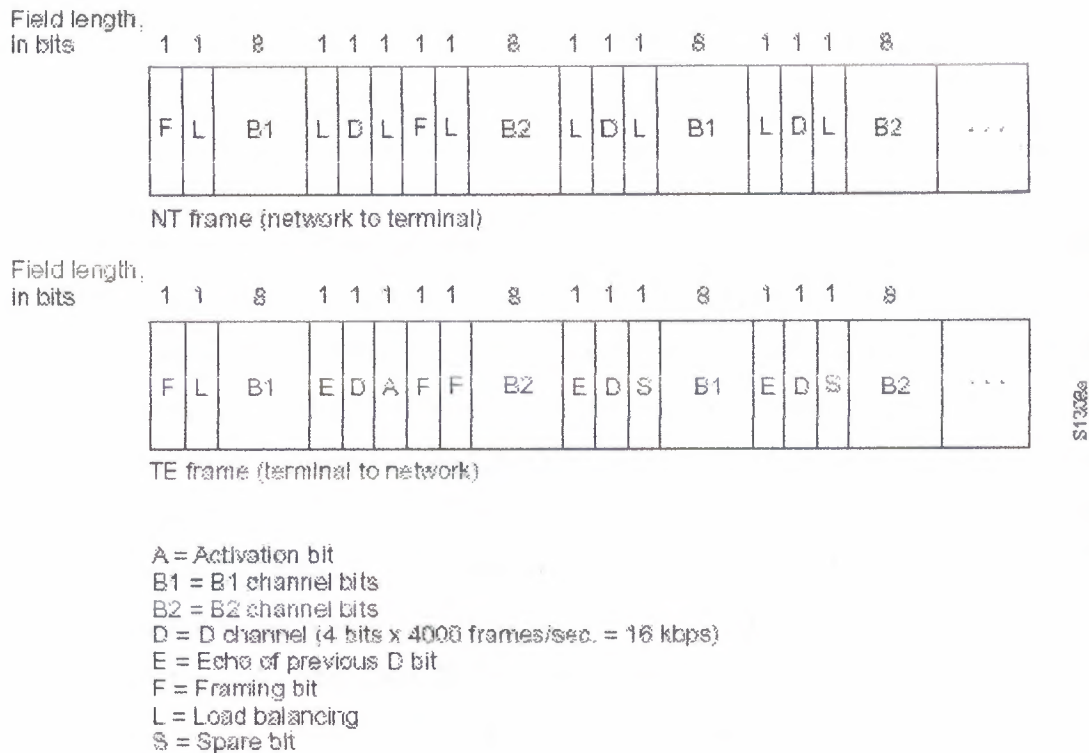 Field length,
in bits 1 1 8 1 1 1 1 1 8 1 1 1 8 1 1 1 8
F L B1 L D L F L B2 L D L B1 L D L B2 . . .
NT frame (network to terminal)
Field length,
in bits 1 1 8 1 1 1 1 1 8 1 1 1 8 1 1 1 8
F L B1 E D A F F B2 E D S B1 E D S B2 . . .
TE frame (terminal to network)
A = Activation bit
B1 = B1 channel bits
B2 = B2 channel bits
D = D channel (4 bits x 4000 frames/sec. = 16 kbps)
E = Echo of previous D bit
F = Framing bit
L = Load balancing
S = Spare bit